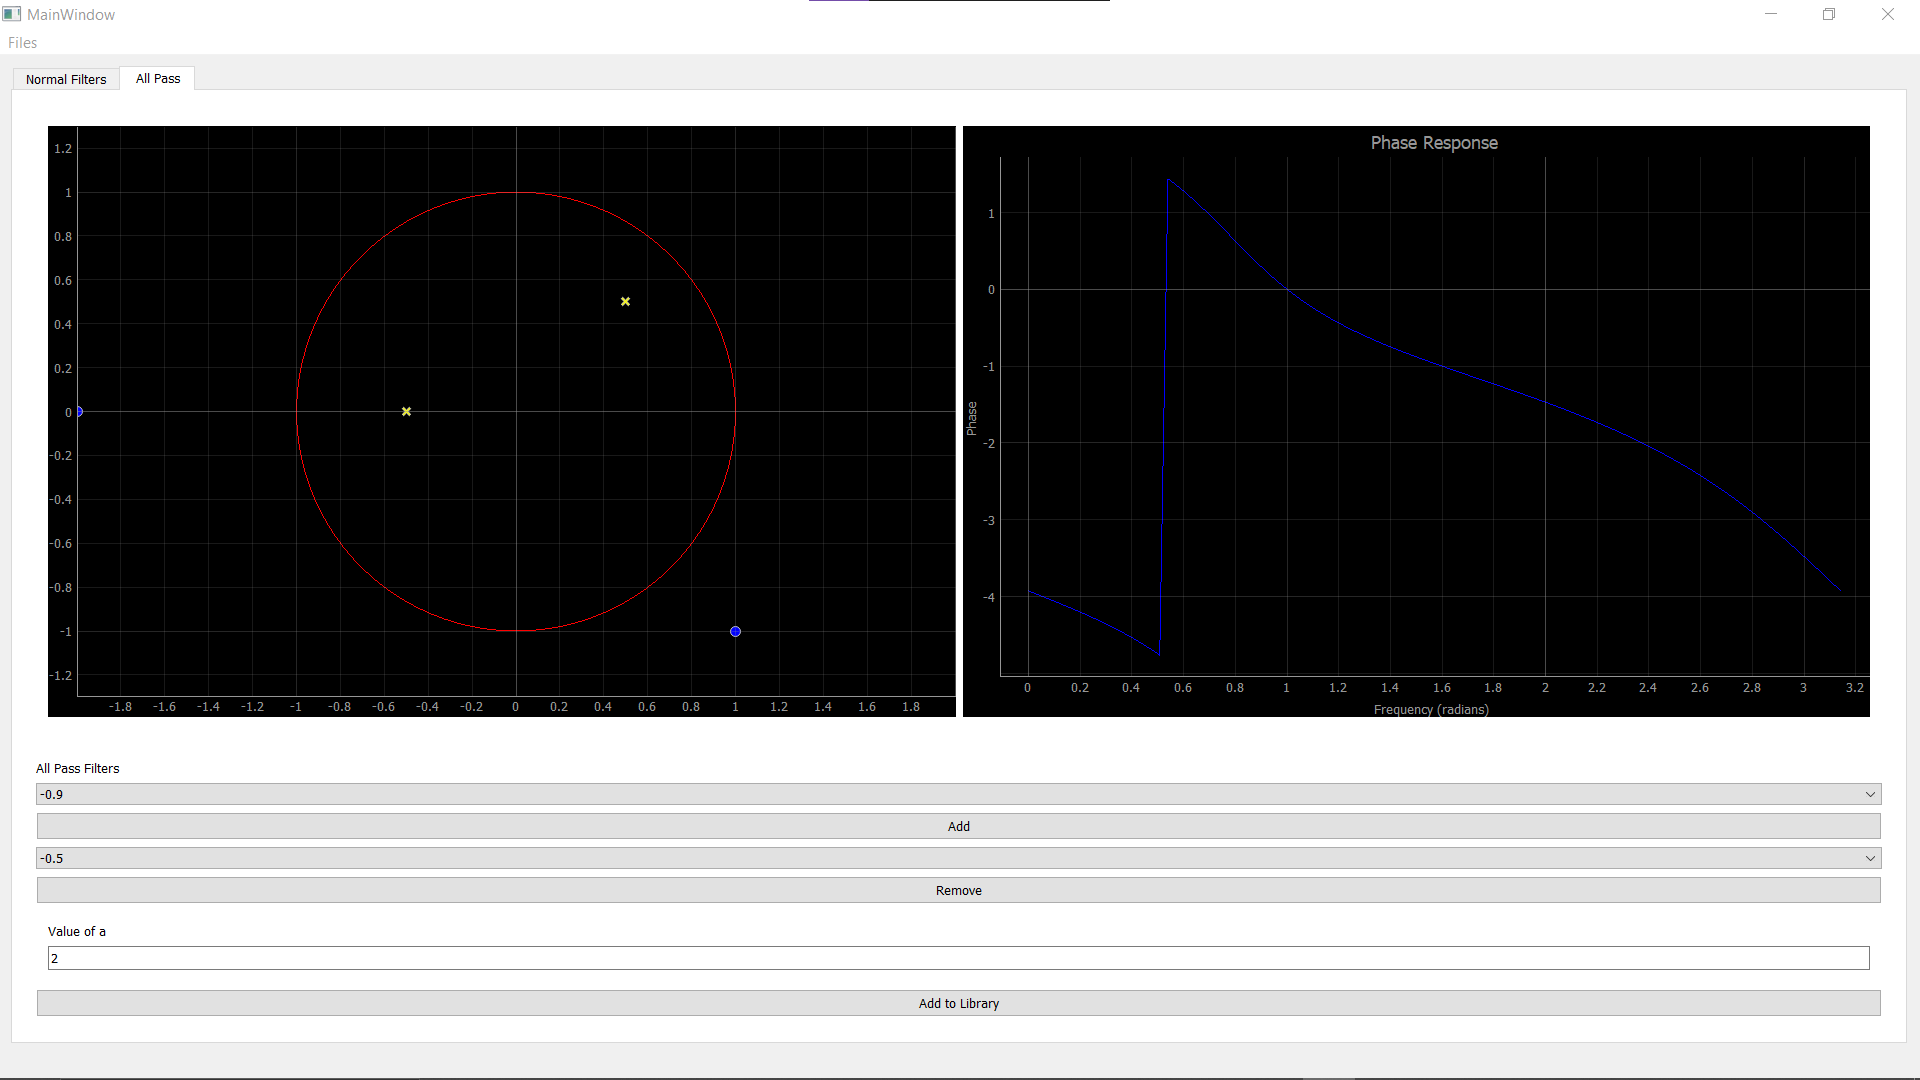 MainWindow
Files
Normal Filters All Pass
1.2
1
0.8
0.6
0.4
0.2
0
-0.2
-0.4
-0.6
-0.8
-1
-1.2
-1.8 -1.6 -1.4 -1.2 -1 -0.8 -0.6 -0.4 -0.2 0 0.2 0.4 0.6 0.8 1 1.2 1.4 1.6 1.8
Phase Response
Phase
1
0
-1
-2
-3
-4
0 0.2 0.4 0.6 0.8 1 1.2 1.4 1.6 1.8 2 2.2 2.4 2.6 2.8 3 3.2
Frequency (radians)
All Pass Filters
-0.9
Add
-0.5
Remove
Value of a
2
Add to Library